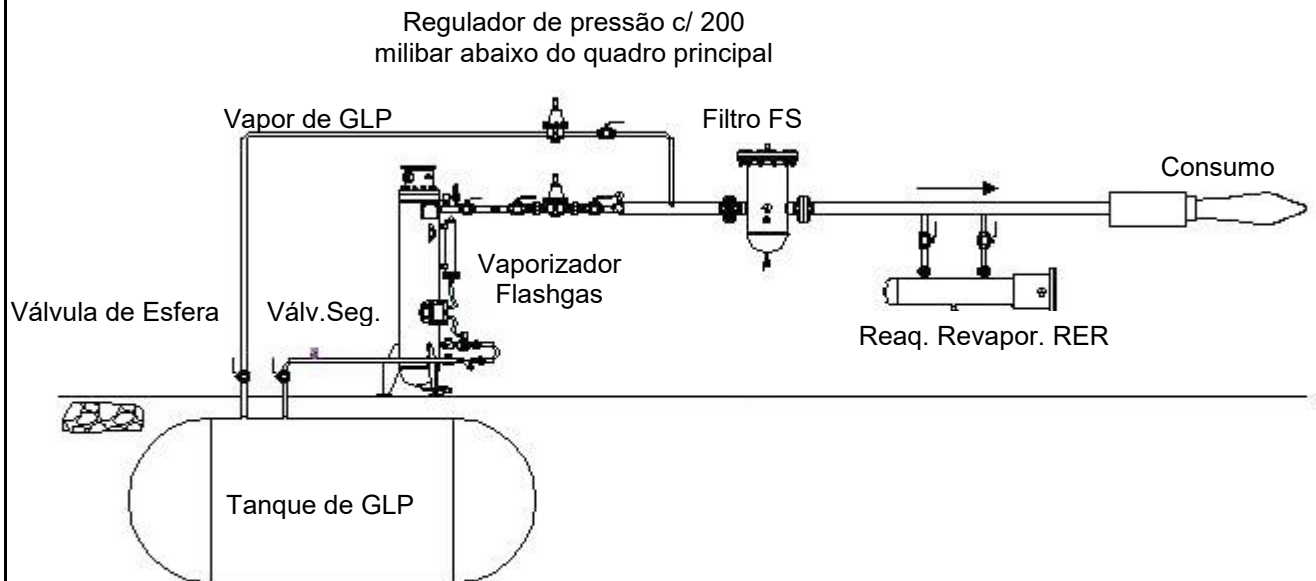 Regulador de pressão c/ 200
milibar abaixo do quadro principal
Vapor de GLP
Filtro FS
Consumo
Vaporizador
Flashgas
Válvula de Esfera
Válv.Seg.
Reaq. Revapor. RER
Tanque de GLP